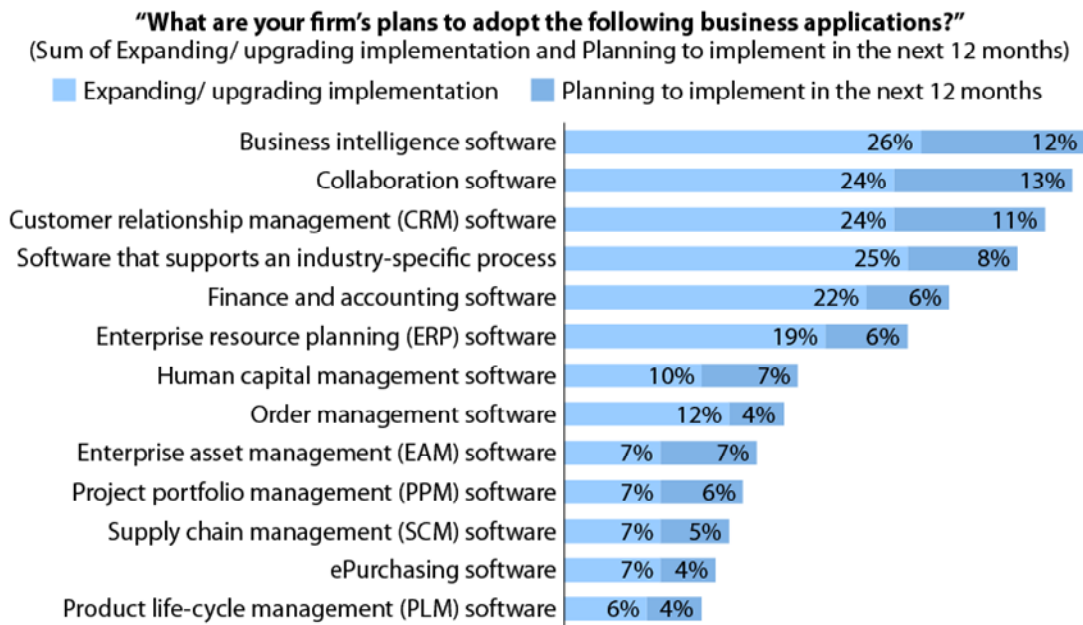 “What are your firm’s plans to adopt the following business applications?”
(Sum of Expanding/ upgrading implementation and Planning to implement in the next 12 months)
Expanding/ upgrading implementation Planning to implement in the next 12 months
Business intelligence software 26% 12%
Collaboration software 24% 13%
Customer relationship management (CRM) software 24% 11%
Software that supports an industry-specific process 25% 8%
Finance and accounting software 22% 6%
Enterprise resource planning (ERP) software 19% 6%
Human capital management software 10% 7%
Order management software 12% 4%
Enterprise asset management (EAM) software 7% 7%
Project portfolio management (PPM) software 7% 6%
Supply chain management (SCM) software 7% 5%
ePurchasing software 7% 4%
Product life-cycle management (PLM) software 6% 4%